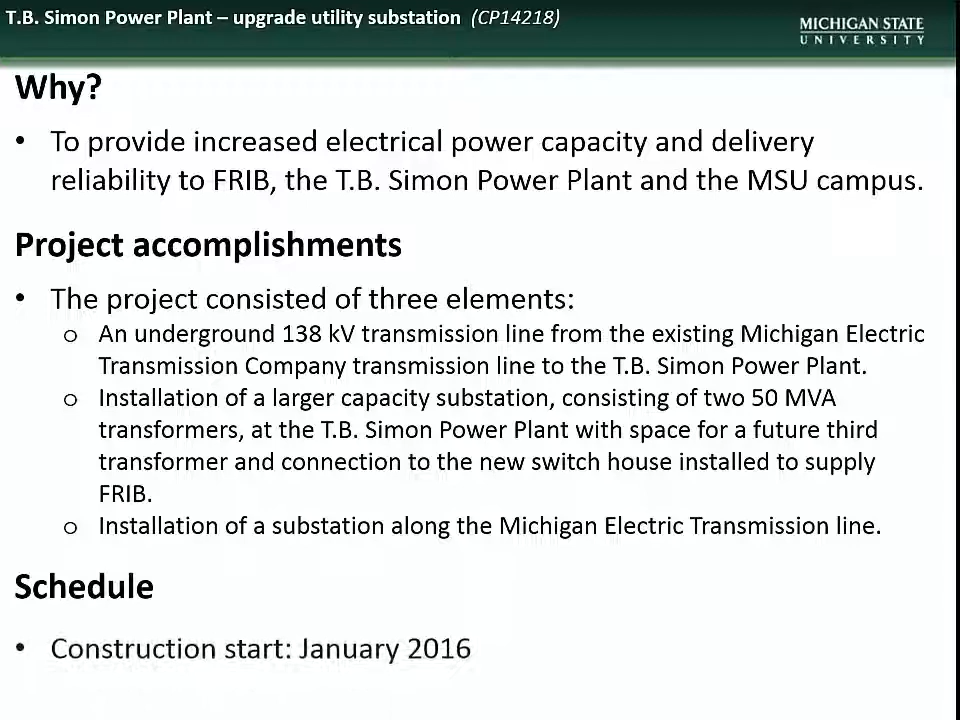 T.B. Simon Power Plant – upgrade utility substation (CP14218)
MICHIGAN STATE
UNIVERSITY
Why?
• To provide increased electrical power capacity and delivery
reliability to FRIB, the T.B. Simon Power Plant and the MSU campus.
Project accomplishments
• The project consisted of three elements:
o An underground 138 kV transmission line from the existing Michigan Electric
Transmission Company transmission line to the T.B. Simon Power Plant.
o Installation of a larger capacity substation, consisting of two 50 MVA
transformers, at the T.B. Simon Power Plant with space for a future third
transformer and connection to the new switch house installed to supply
FRIB.
o Installation of a substation along the Michigan Electric Transmission line.
Schedule
• Construction start: January 2016